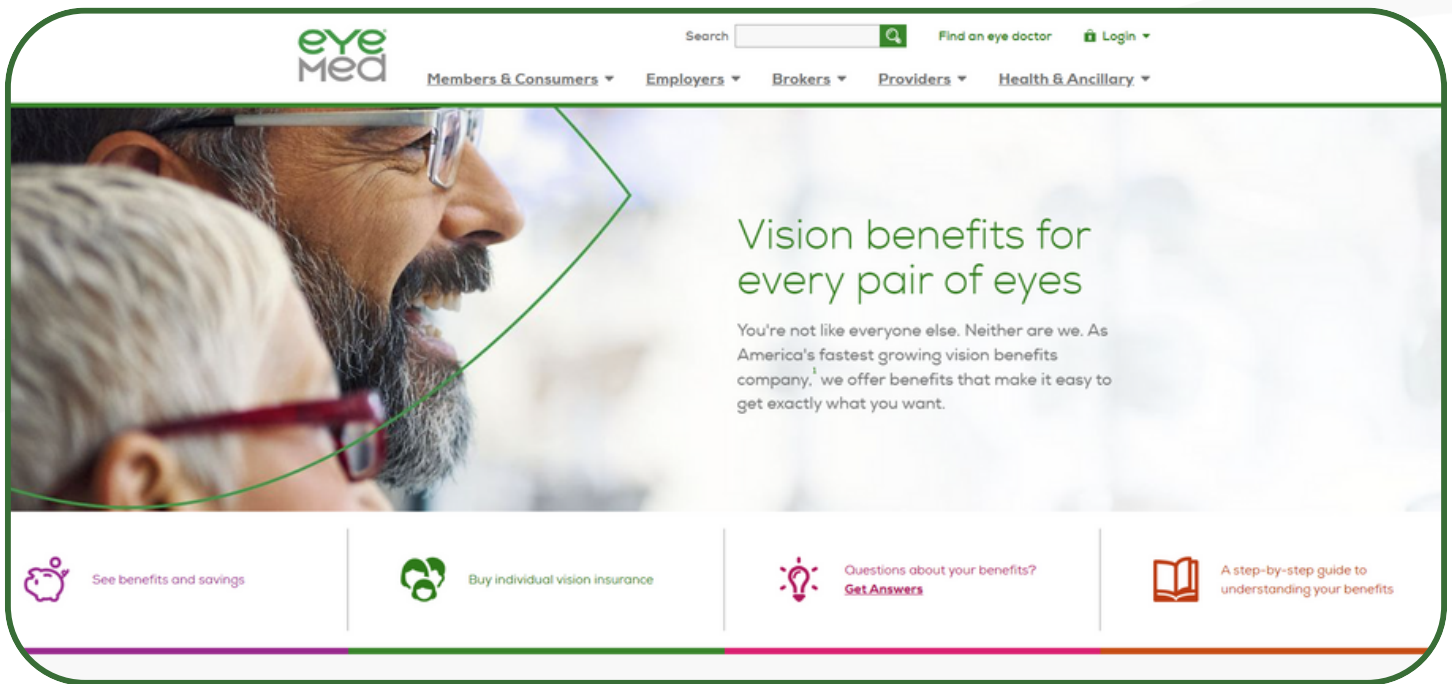 eye
Med
Search
Find an eye doctor
Login
Members & Consumers
Employers
Brokers
Providers
Health & Ancillary
Vision benefits for
every pair of eyes
You're not like everyone else. Neither are we. As
America's fastest growing vision benefits
company,¹ we offer benefits that make it easy to
get exactly what you want.
See benefits and savings
Buy individual vision insurance
Questions about your benefits?
Get Answers
A step-by-step guide to
understanding your benefits